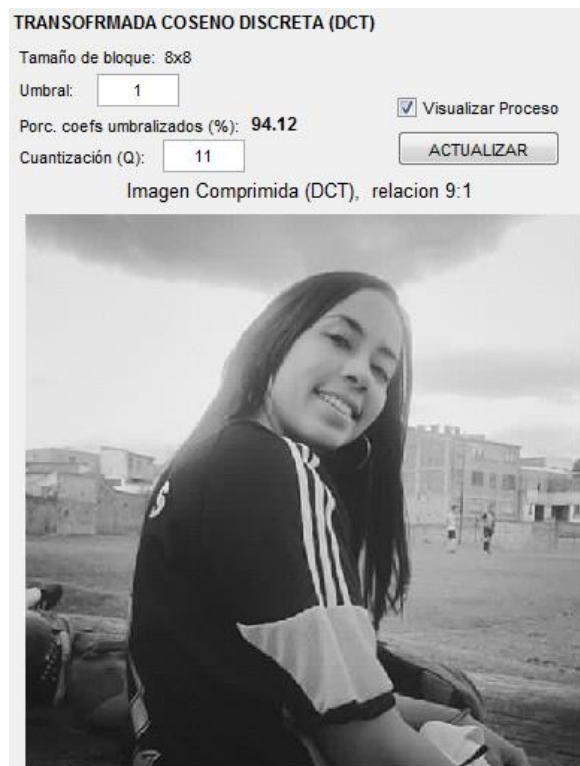 TRANSOFRMADA COSENO DISCRETA (DCT)
Tamaño de bloque: 8x8
Umbral: 1
Visualizar Proceso
Porc. coefs umbralizados (%): 94.12
Cuantización (Q): 11
ACTUALIZAR
Imagen Comprimida (DCT), relacion 9:1